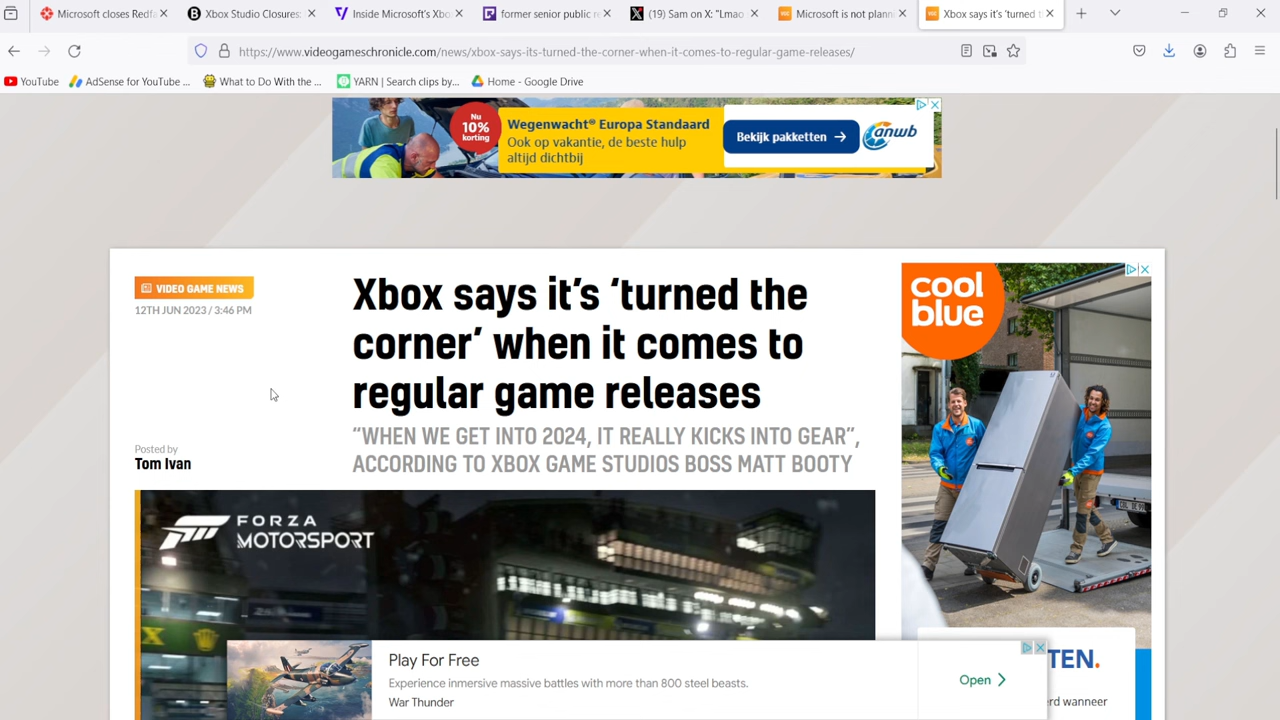 Microsoft closes Redfa
Xbox Studio Closures:
Inside Microsoft's Xbo
former senior public re
(19) Sam on X: "Lmao
Microsoft is not plann
Xbox says it's 'turned t
https://www.videogameschronicle.com/news/xbox-says-its-turned-the-corner-when-it-comes-to-regular-game-releases/
YouTube
AdSense for YouTube ...
What to Do With the ...
YARN | Search clips by...
Home - Google Drive
Nu
10%
korting
Wegenwacht® Europa Standaard
Ook op vakantie, de beste hulp
altijd dichtbij
Bekijk pakketten →
anwb
VIDEO GAME NEWS
12TH JUN 2023 / 3:46 PM
Xbox says it's ‘turned the
corner’ when it comes to
regular game releases
“WHEN WE GET INTO 2024, IT REALLY KICKS INTO GEAR”,
ACCORDING TO XBOX GAME STUDIOS BOSS MATT BOOTY
Posted by
Tom Ivan
cool
blue
FORZA
MOTORSPORT
Play For Free
Experience inmersive massive battles with more than 800 steel beasts.
War Thunder
Open
TEN.
rd wanneer